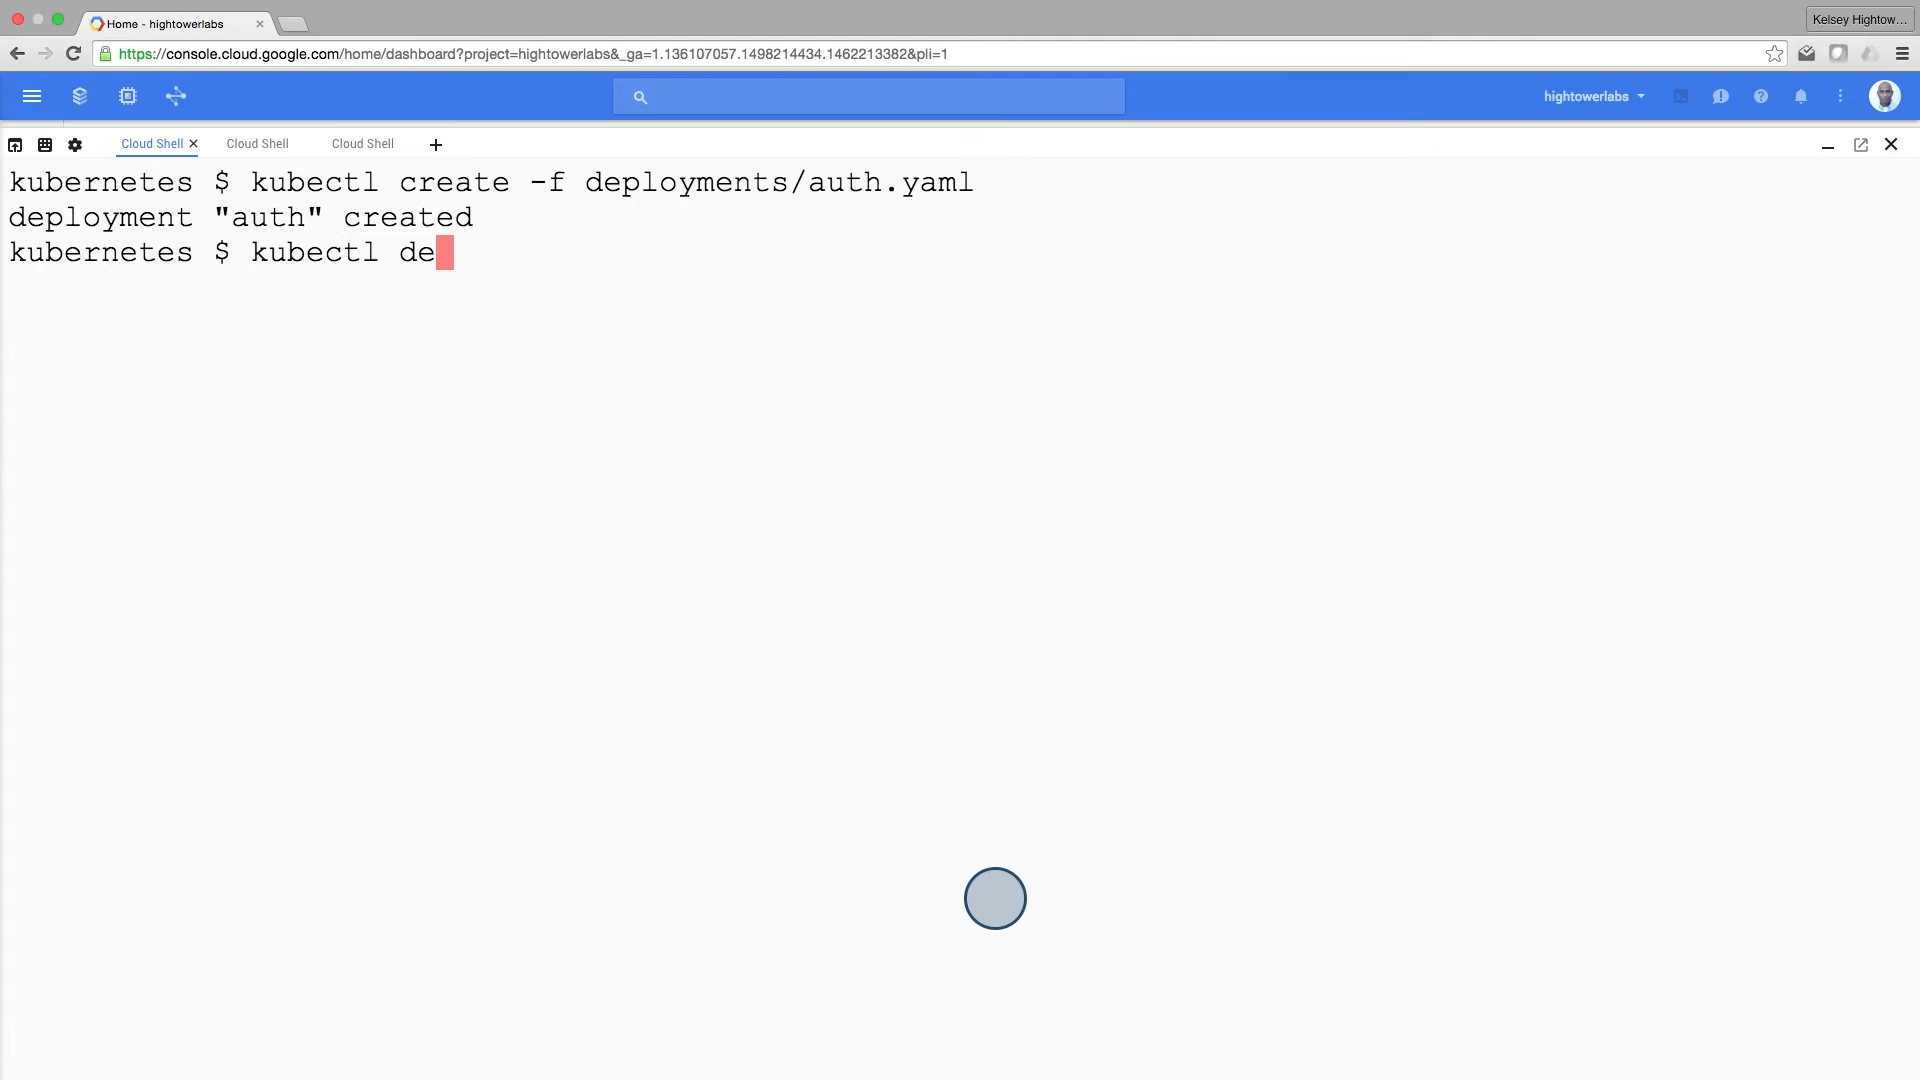 Home - hightowerlabs
Kelsey Hightow...
https://console.cloud.google.com/home/dashboard?project=hightowerlabs&_ga=1.136107057.1498214434.1462213382&pli=1
hightowerlabs
Cloud Shell
Cloud Shell
Cloud Shell
kubernetes $ kubectl create -f deployments/auth.yaml
deployment "auth" created
kubernetes $ kubectl de